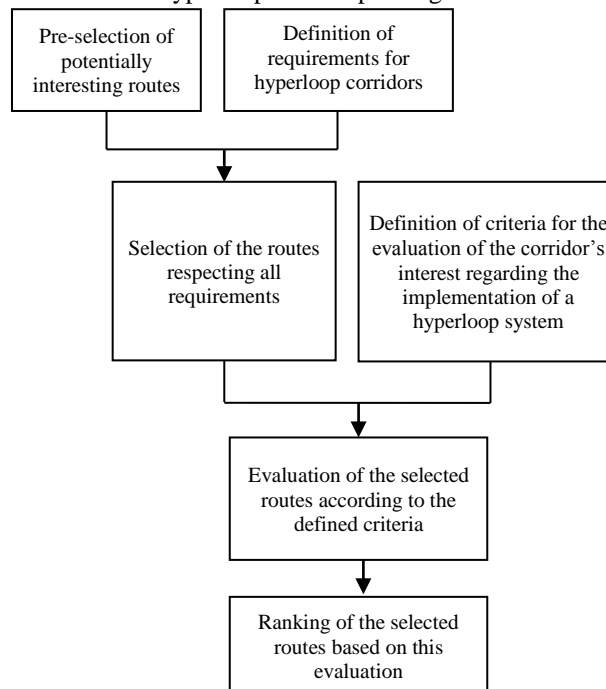 Pre-selection of
potentially
interesting routes
Definition of
requirements for
hyperloop corridors
Selection of the routes
respecting all
requirements
Definition of criteria for the
evaluation of the corridor's
interest regarding the
implementation of a
hyperloop system
Evaluation of the selected
routes according to the
defined criteria
Ranking of the selected
routes based on this
evaluation